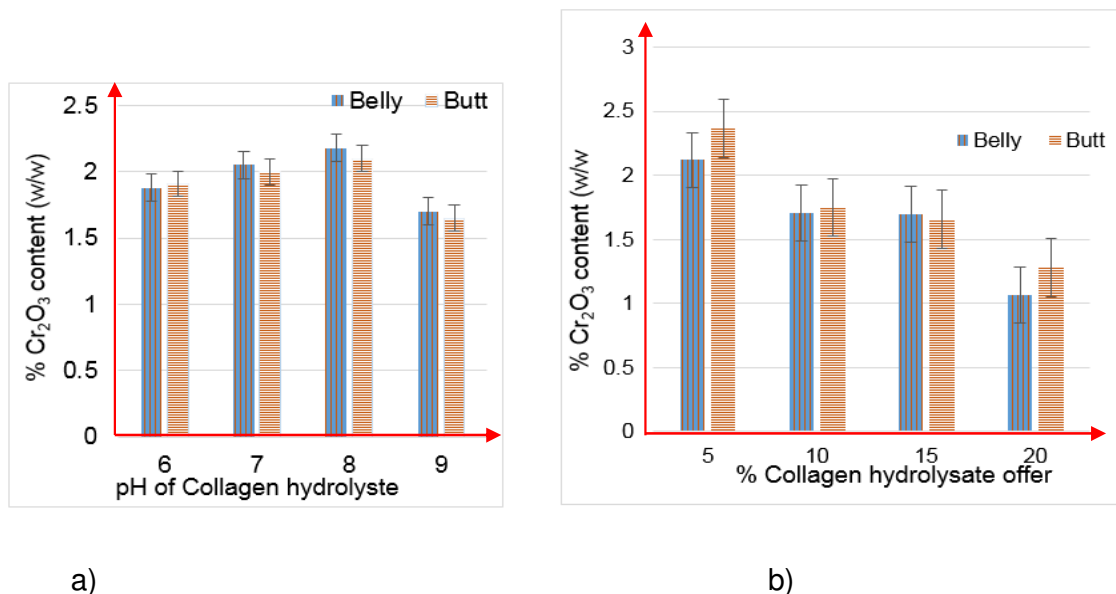 2.5
2
1.5
1
0.5
0
% Cr₂O₃ content (w/w)
Belly Butt
6 7 8 9
pH of Collagen hydrolyste
a)
3
2.5
2
1.5
1
0.5
0
% Cr₂O₃ content (w/w
Belly Butt
5 10 15 20
% Collagen hydrolysate offer
b)